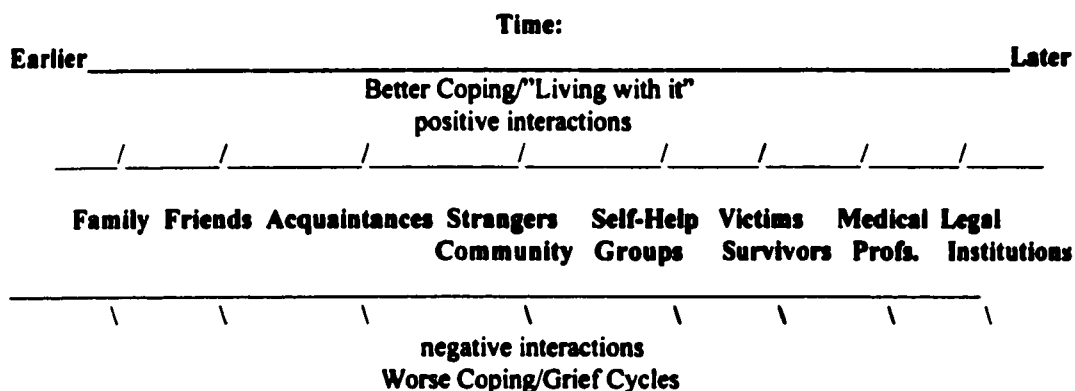 Time:
Earlier Later
Better Coping/"Living with it"
positive interactions
Family Friends Acquaintances Strangers Self-Help Victims Medical Legal
Community Groups Survivors Profs. Institutions
negative interactions
Worse Coping/Grief Cycles